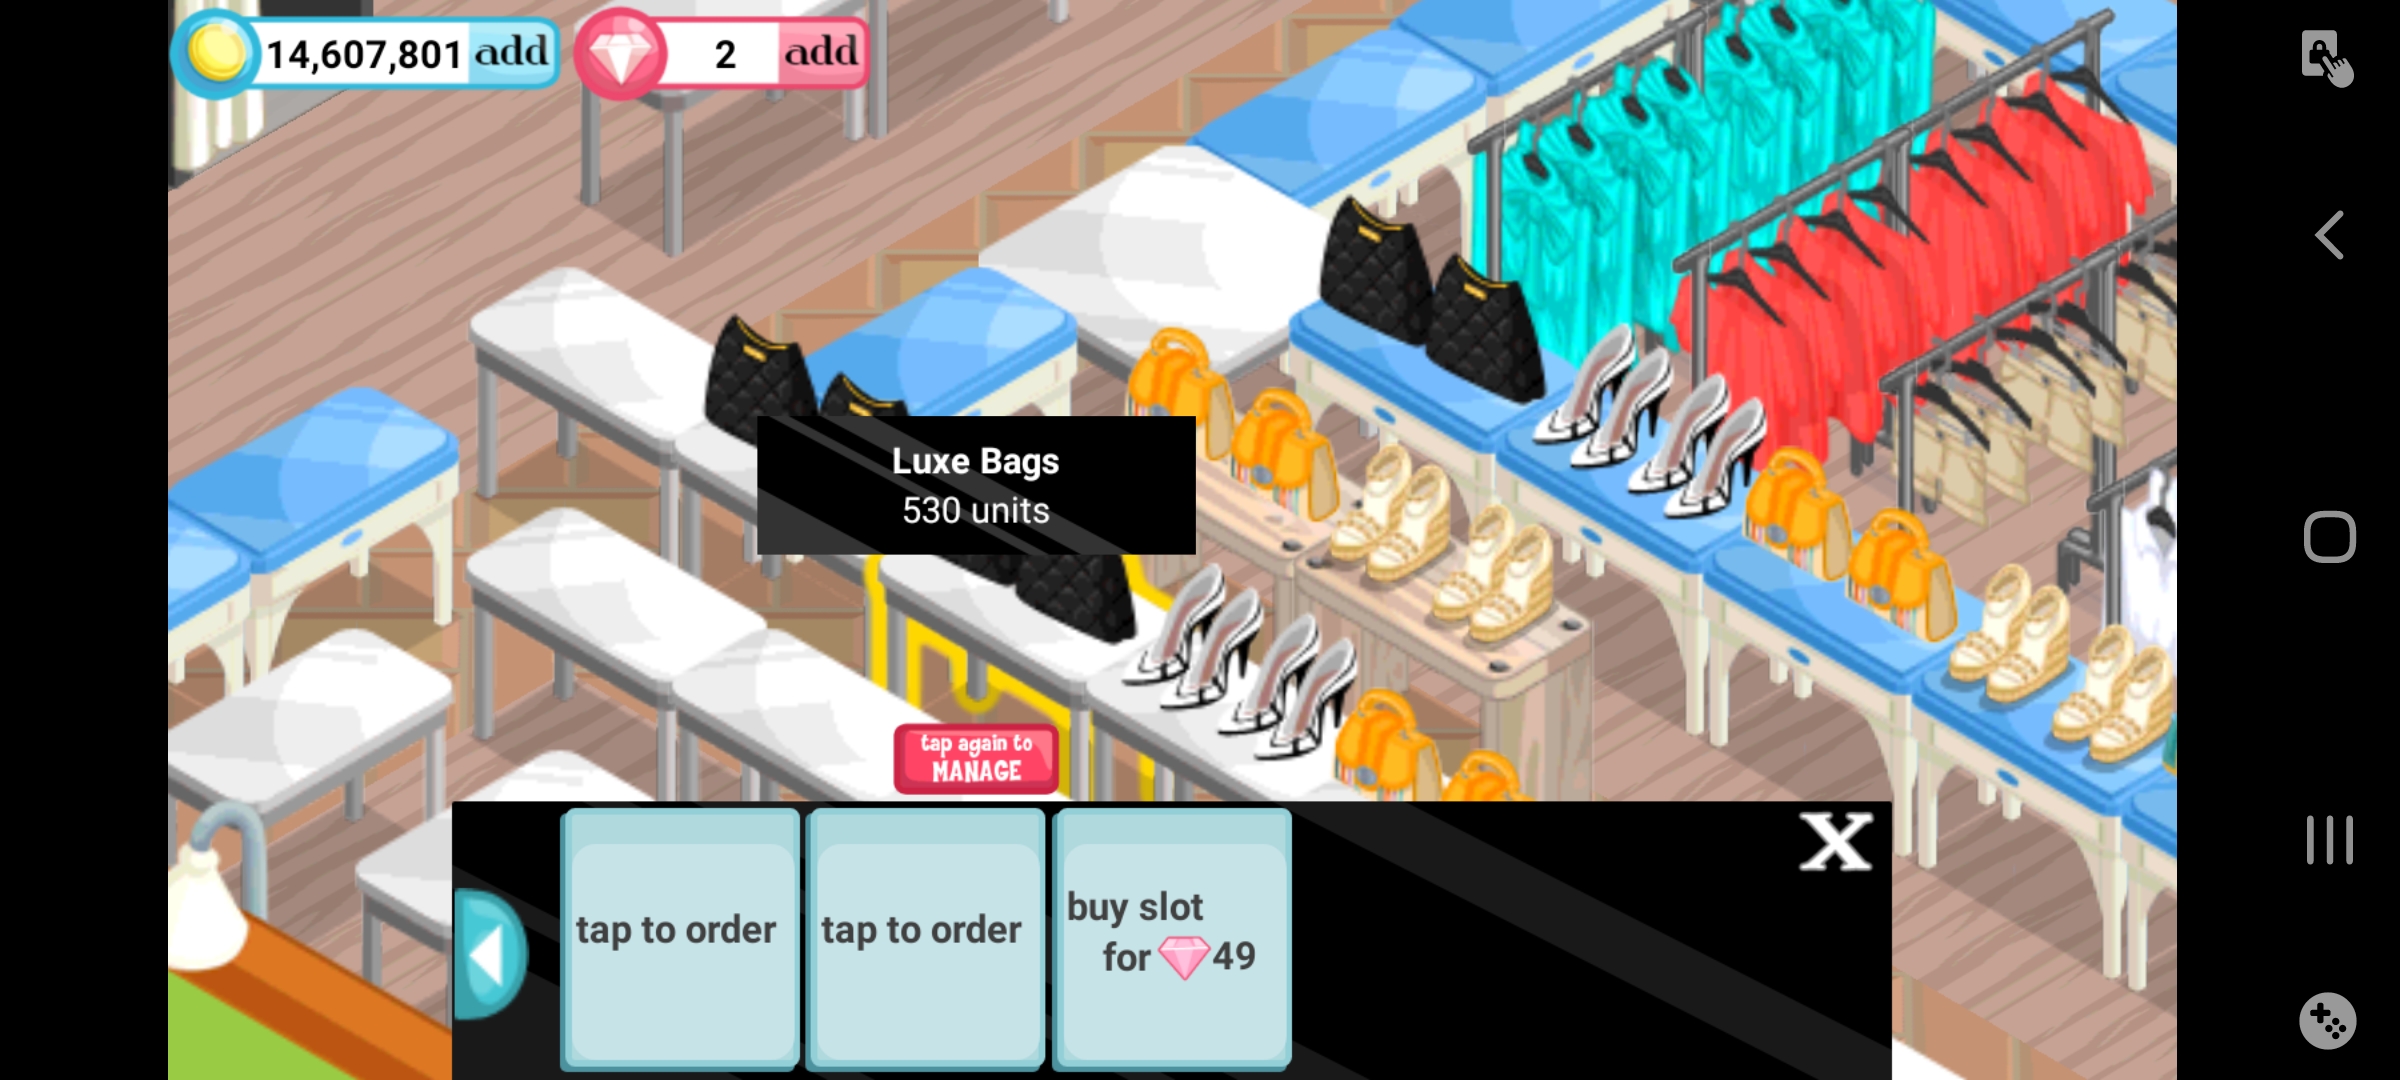 14,607,801 add
2 add
Luxe Bags
530 units
tap again to
MANAGE
X
tap to order
tap to order
buy slot
for 49